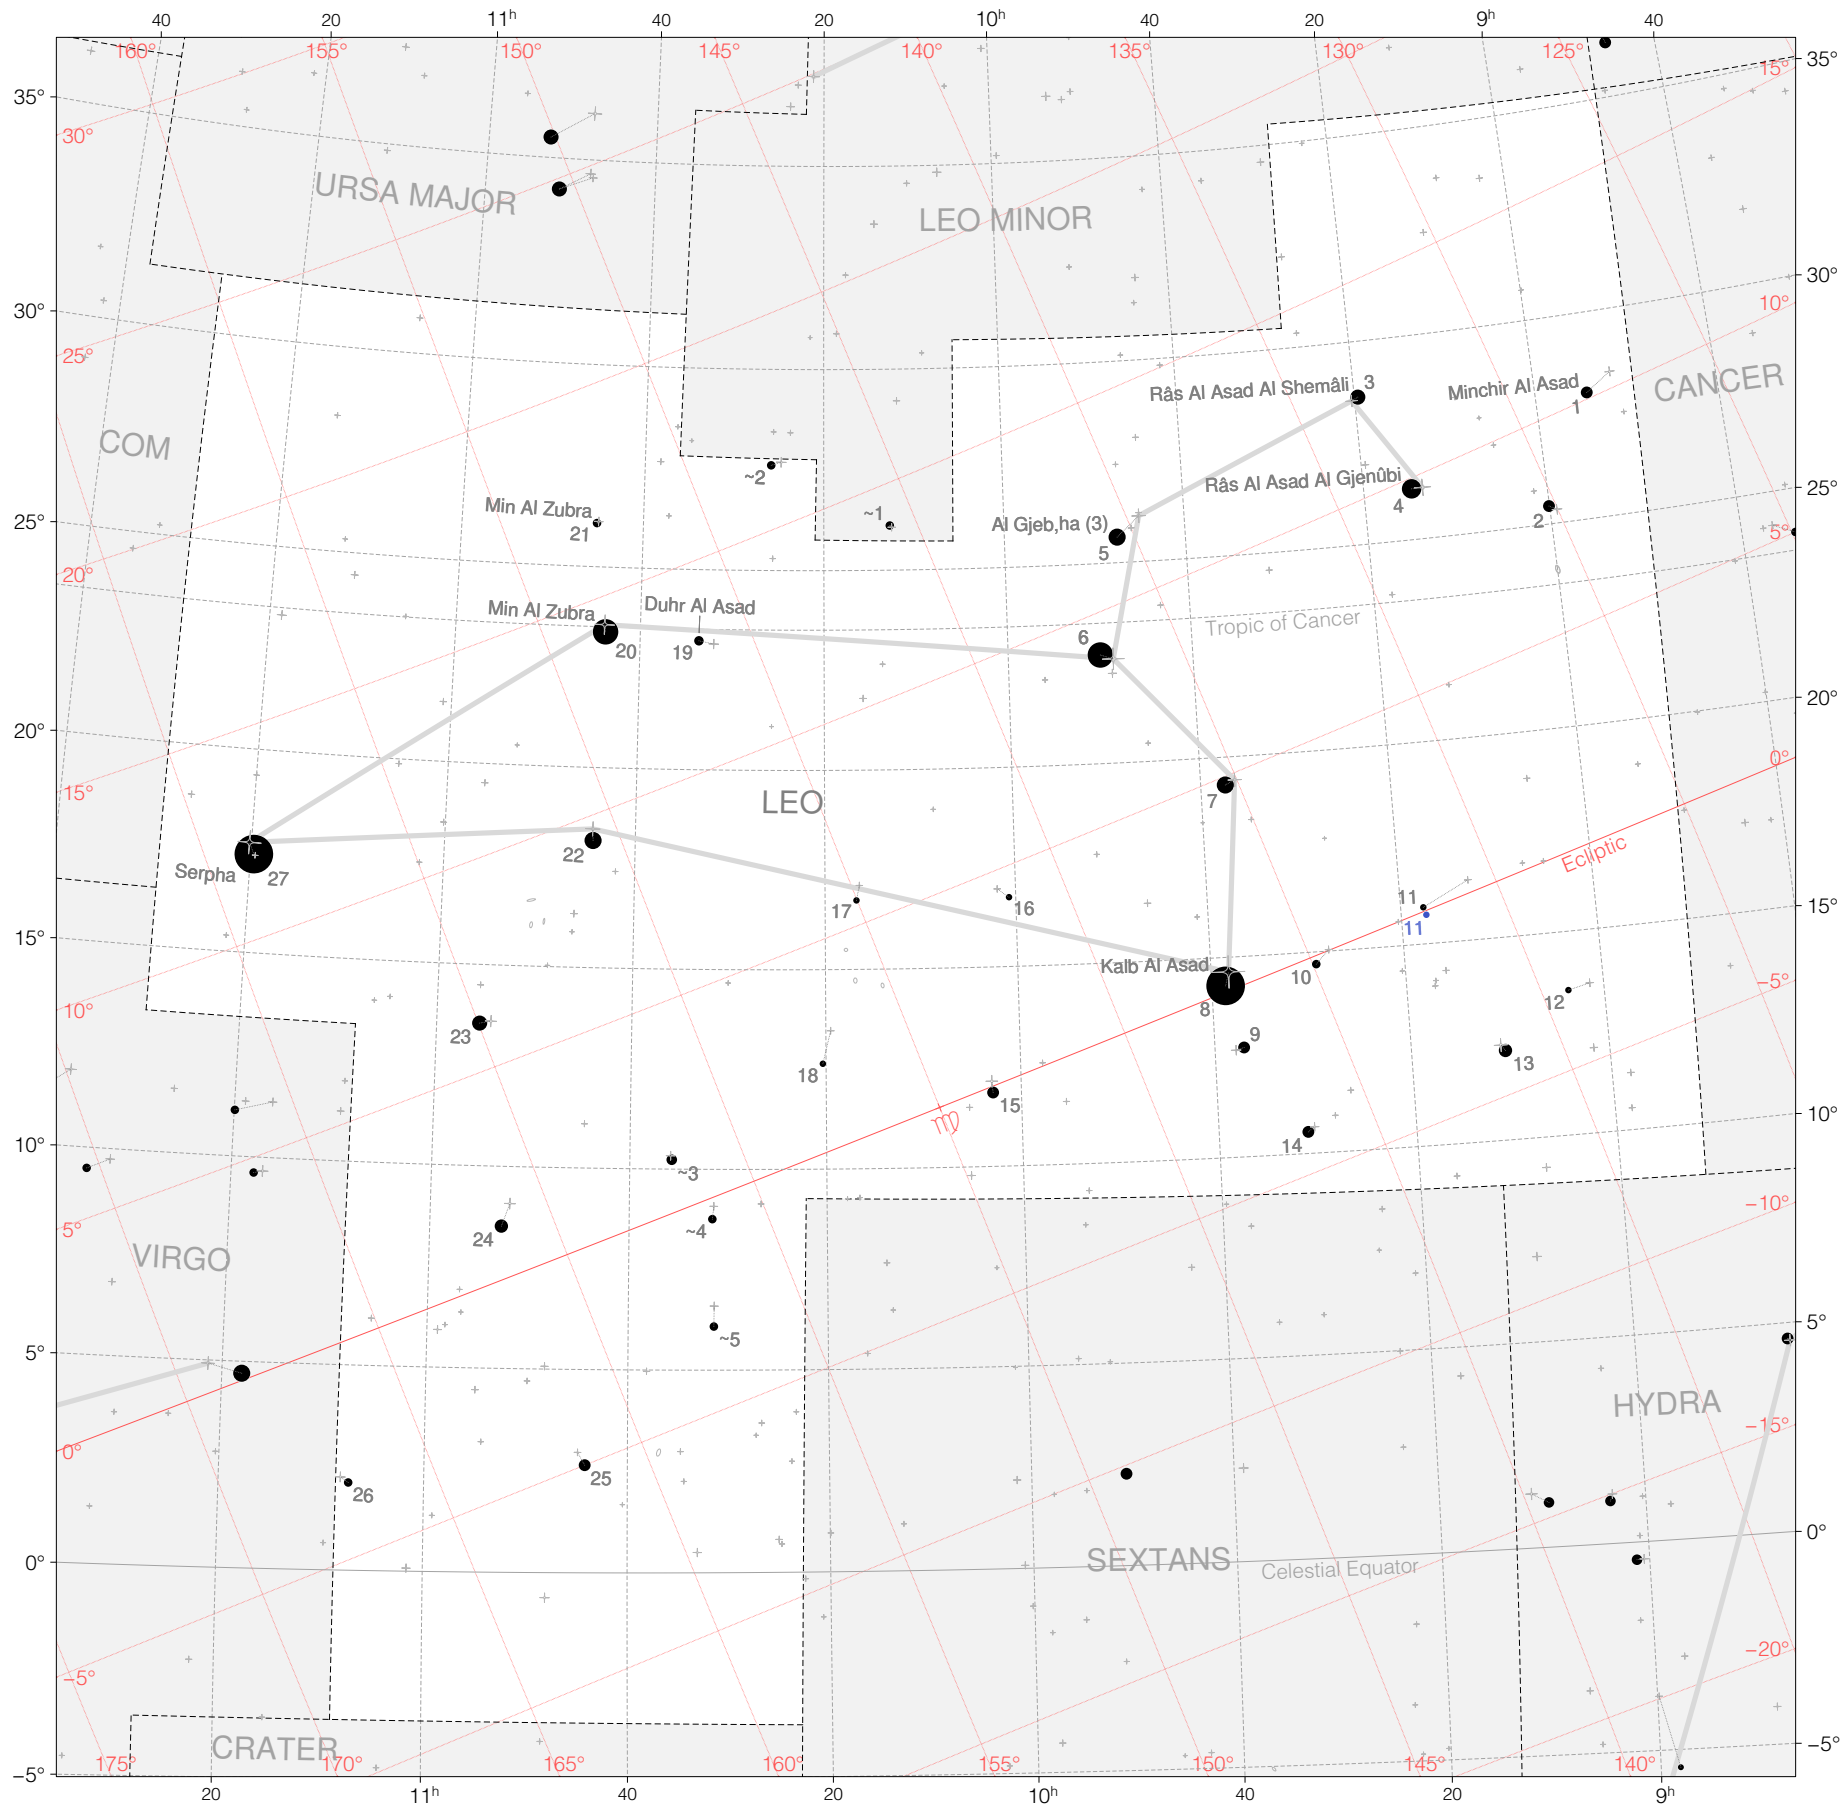 40 20 11h 40 20 10h 40 20 9h 40
160° 155° 150° 145° 140° 135° 130° 125°
35° 35°
15°
30°
URSA MAJOR
LEO MINOR
30° 30°
10°
25°
Râs Al Asad Al Shemâli 3
Minchir Al Asad
1
CANCER
COM
~2
Râs Al Asad Al Gjenûbi
4
25°
2
Min Al Zubra
21
~1
Al Gjeb,ha (3)
5
25°
5°
20°
Min Al Zubra
20
Duhr Al Asad
19
6
Tropic of Cancer
20° 20°
0°
15°
LEO
7
Ecliptic
22
Serpha
27
17
16
11
11
15° 15°
Kalb Al Asad
8
10
−5°
12
10°
23
9
13
18
15
♍
14
10° 10°
~3
−10°
5°
24
~4
VIRGO
~5
5° 5°
HYDRA
−15°
0°
26
25
0° 0°
SEXTANS
Celestial Equator
−5°
−20°
CRATER
−5° −5°
175° 170° 165° 160° 155° 150° 145° 140°
20 11h 40 20 10h 40 20 9h